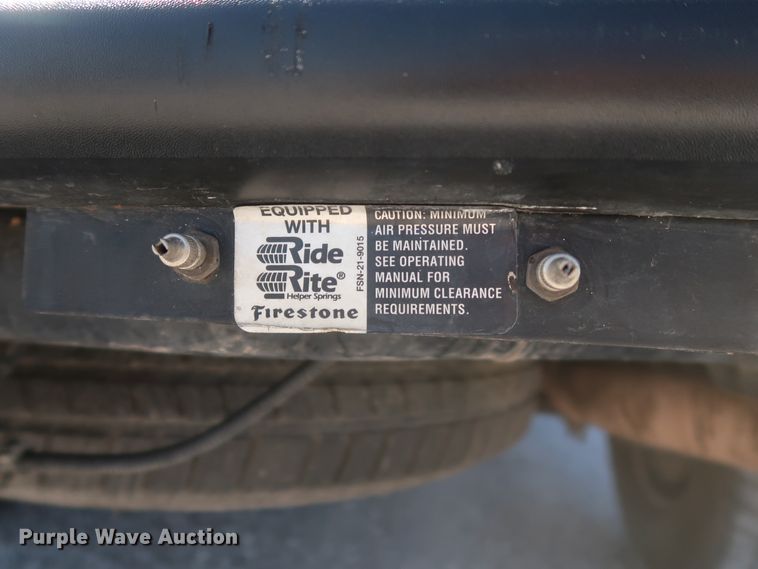 EQUIPPED
WITH
Ride
Rite®
Helper Springs
Firestone
FSN-21-9015
CAUTION: MINIMUM
AIR PRESSURE MUST
BE MAINTAINED.
SEE OPERATING
MANUAL FOR
MINIMUM CLEARANCE
REQUIREMENTS.
Purple Wave Auction